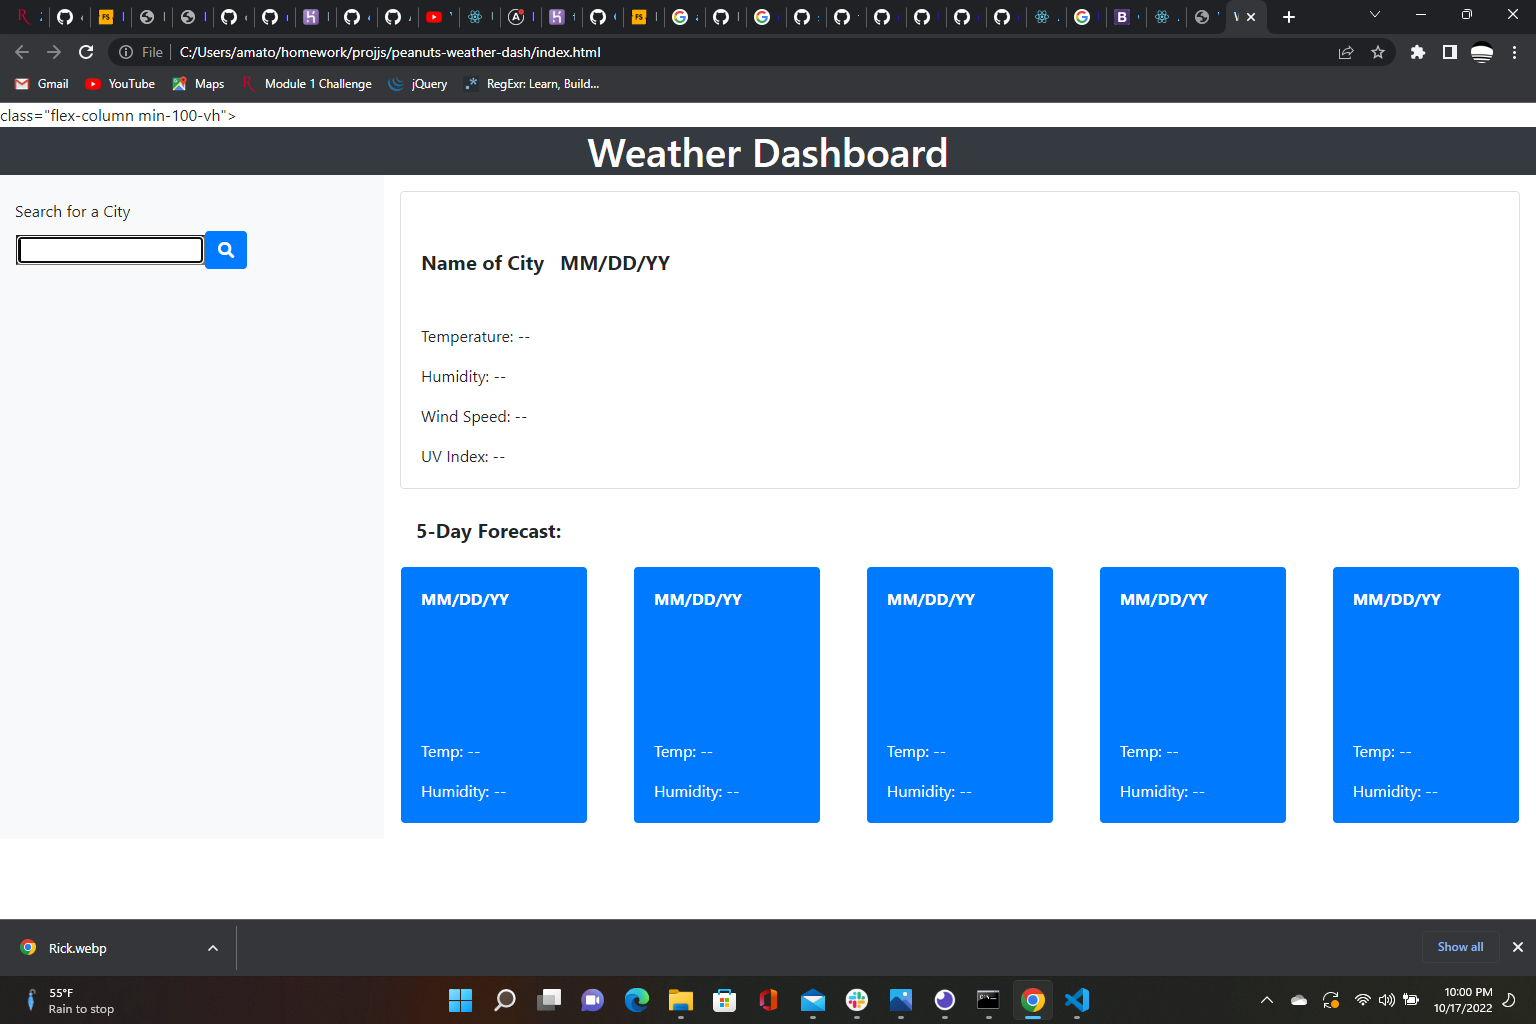 File C:/Users/amato/homework/projjs/peanuts-weather-dash/index.html
Gmail YouTube Maps Module 1 Challenge jQuery RegExr: Learn, Build...
class="flex-column min-100-vh">
Weather Dashboard
Search for a City
Name of City MM/DD/YY
Temperature: --
Humidity: --
Wind Speed: --
UV Index: --
5-Day Forecast:
MM/DD/YY MM/DD/YY MM/DD/YY MM/DD/YY MM/DD/YY
Temp: -- Temp: -- Temp: -- Temp: -- Temp: --
Humidity: -- Humidity: -- Humidity: -- Humidity: -- Humidity: --
Rick.webp Show all
55°F 10:00 PM
Rain to stop 10/17/2022